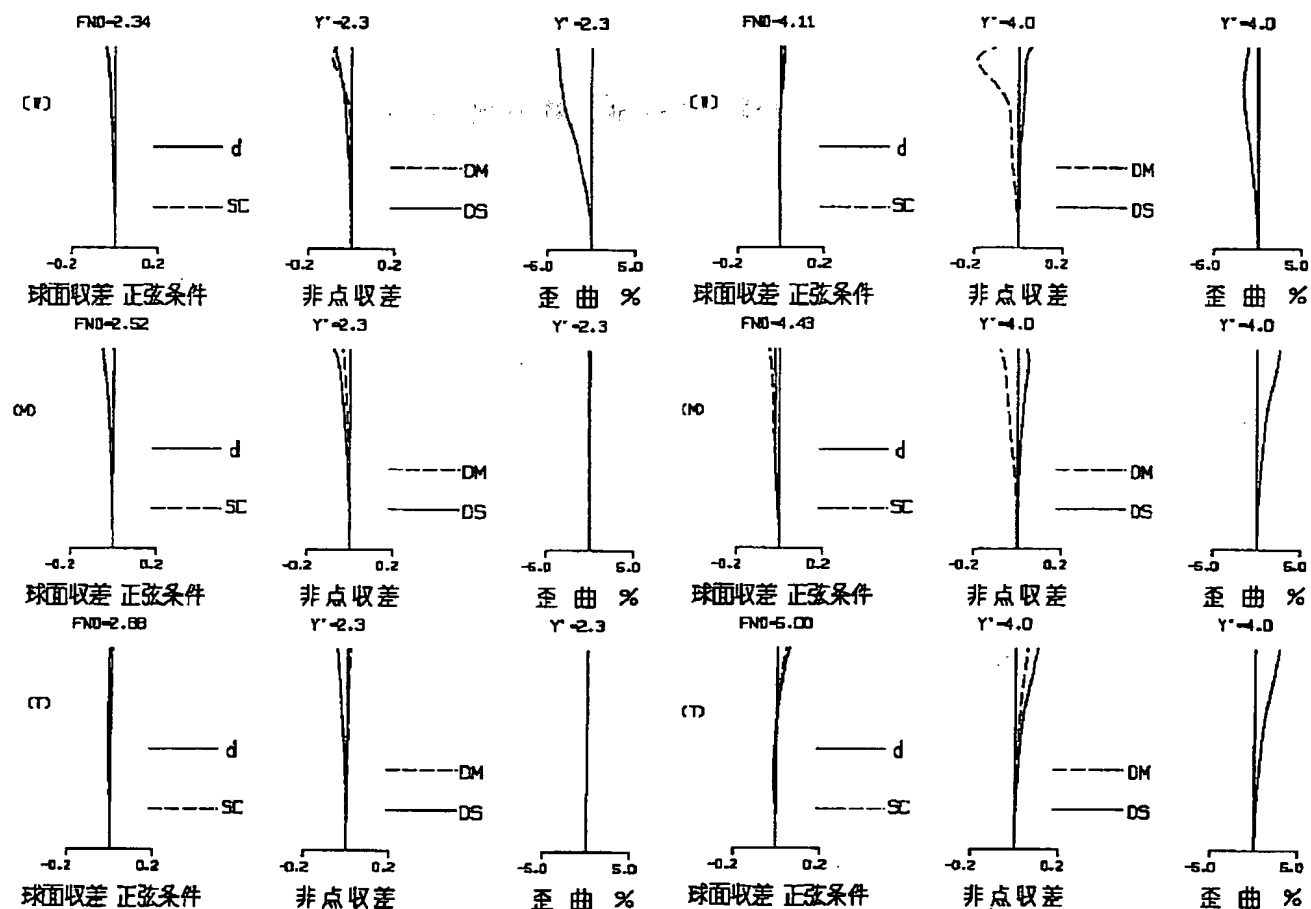 FNO=2.34 Y'=2.3 Y'=2.3 FNO=4.11 Y'=4.0 Y'=4.0
(W) (W)
d d
DM DM
SC SC
DS DS
-0.2 0.2 -0.2 0.2 -5.0 5.0 -0.2 0.2 -0.2 0.2 -5.0 5.0
球面収差 正弦条件 非点収差 歪曲 % 球面収差 正弦条件 非点収差 歪曲 %
FNO=2.52 Y'=2.3 Y'=2.3 FNO=4.43 Y'=4.0 Y'=4.0
(M) (M)
d d
DM DM
SC SC
DS DS
-0.2 0.2 -0.2 0.2 -5.0 5.0 -0.2 0.2 -0.2 0.2 -5.0 5.0
球面収差 正弦条件 非点収差 歪曲 % 球面収差 正弦条件 非点収差 歪曲 %
FNO=2.88 Y'=2.3 Y'=2.3 FNO=5.00 Y'=4.0 Y'=4.0
(T) (T)
d d
DM DM
SC SC
DS DS
-0.2 0.2 -0.2 0.2 -5.0 5.0 -0.2 0.2 -0.2 0.2 -5.0 5.0
球面収差 正弦条件 非点収差 歪曲 % 球面収差 正弦条件 非点収差 歪曲 %